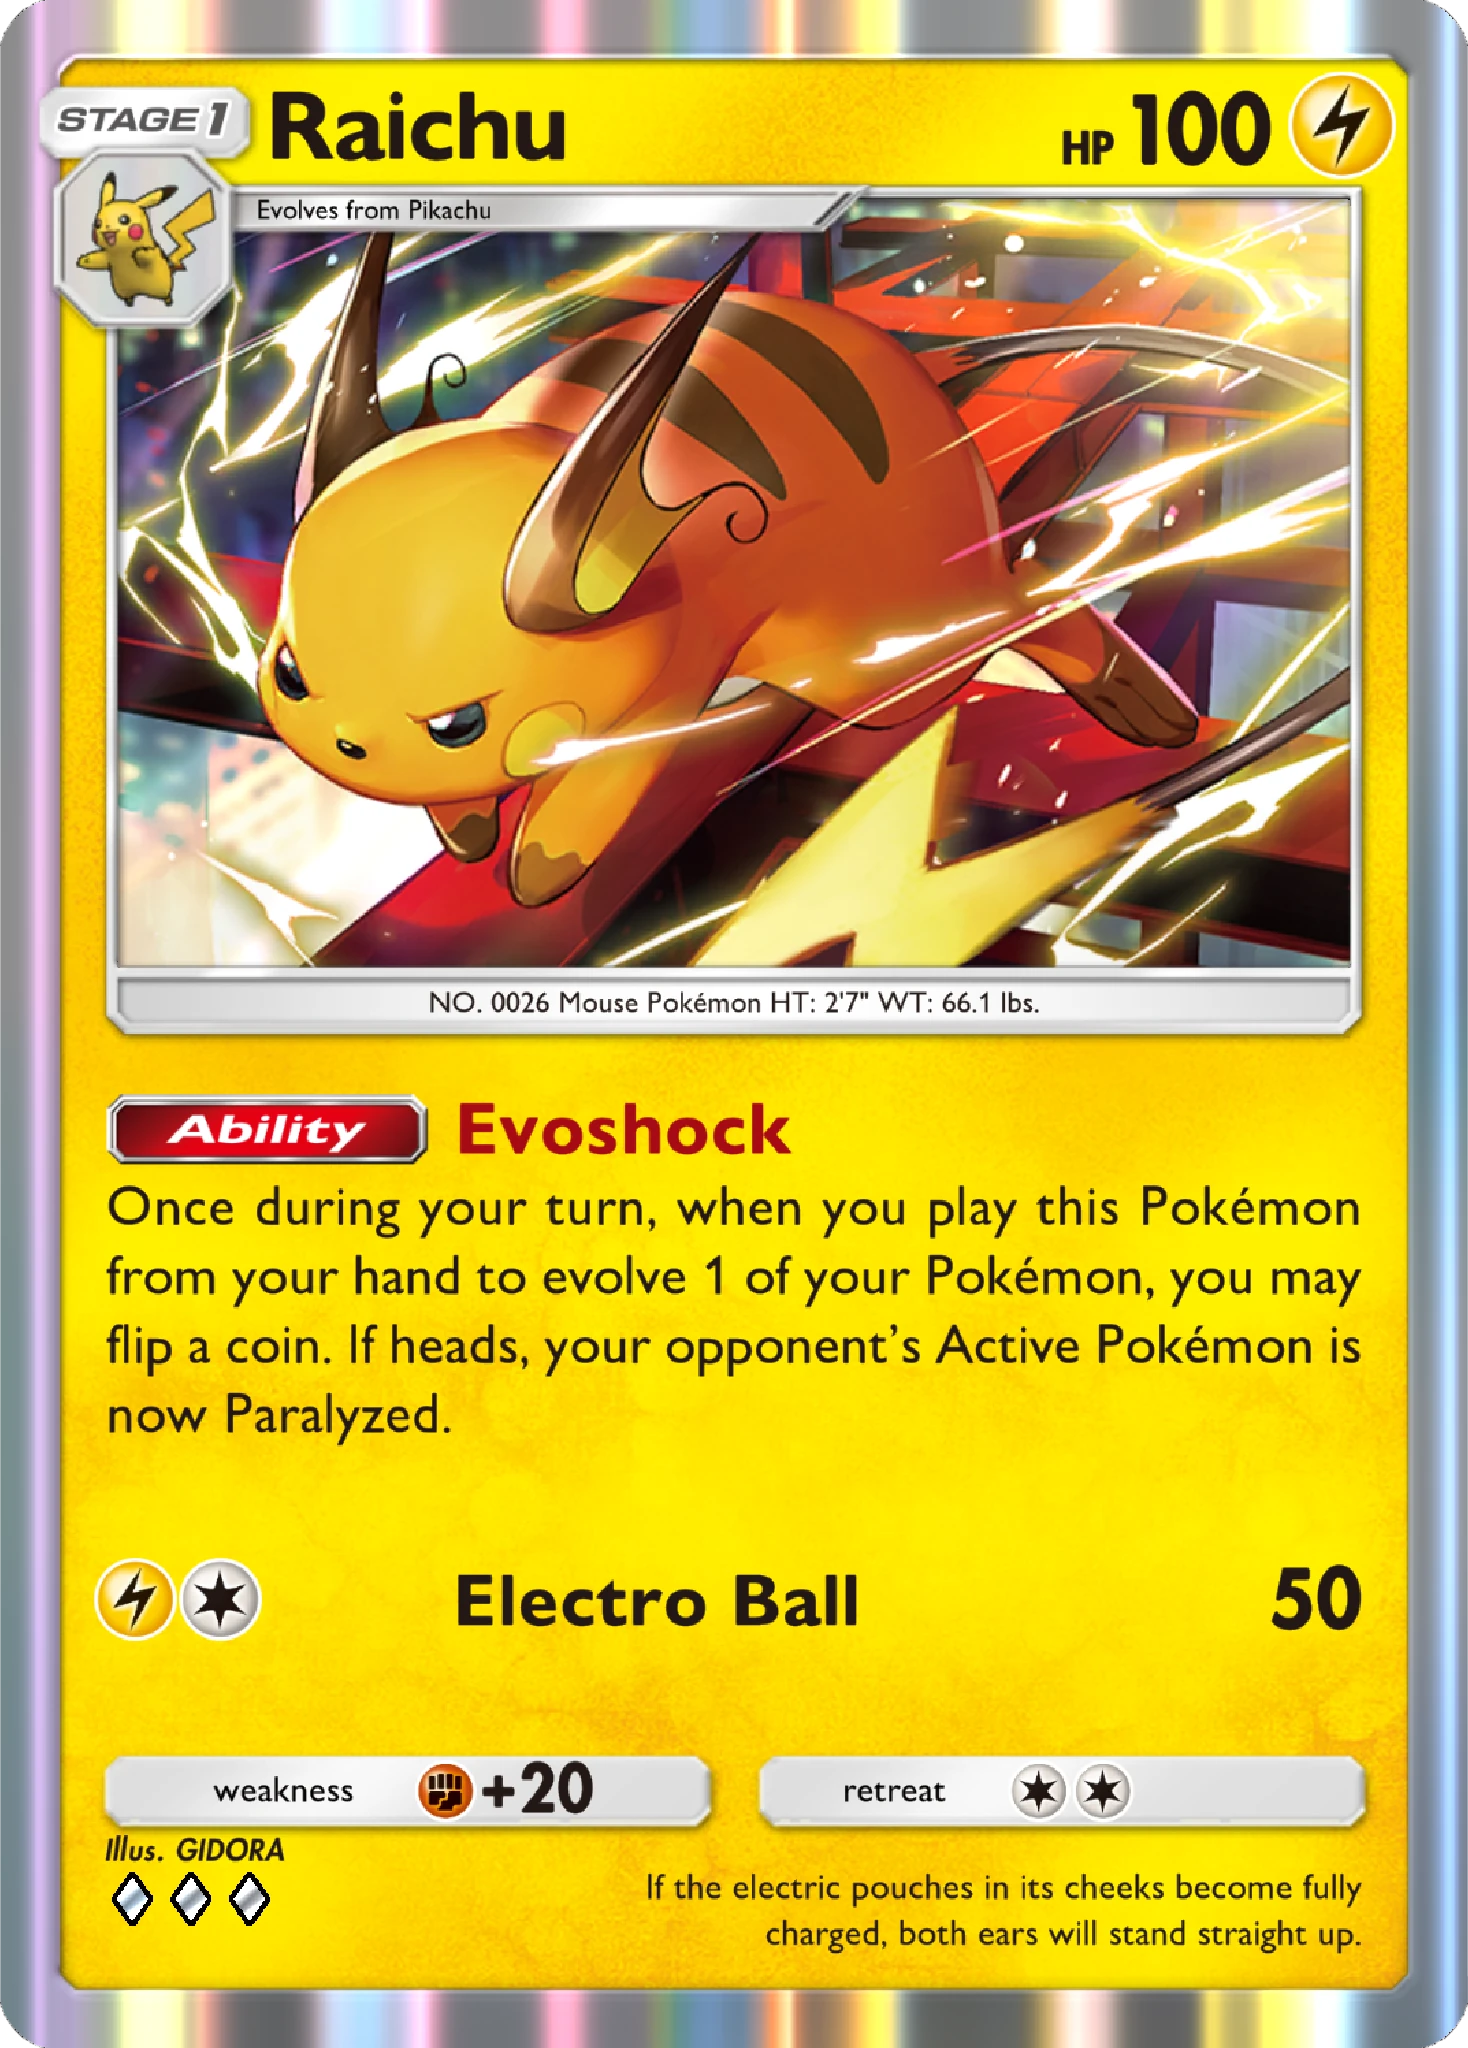 STAGE 1
Raichu
HP 100
Evolves from Pikachu
NO. 0026 Mouse Pokémon HT: 2'7" WT: 66.1 lbs.
Ability Evoshock
Once during your turn, when you play this Pokémon
from your hand to evolve 1 of your Pokémon, you may
flip a coin. If heads, your opponent’s Active Pokémon is
now Paralyzed.
Electro Ball 50
weakness +20
retreat
Illus. GIDORA
If the electric pouches in its cheeks become fully
charged, both ears will stand straight up.